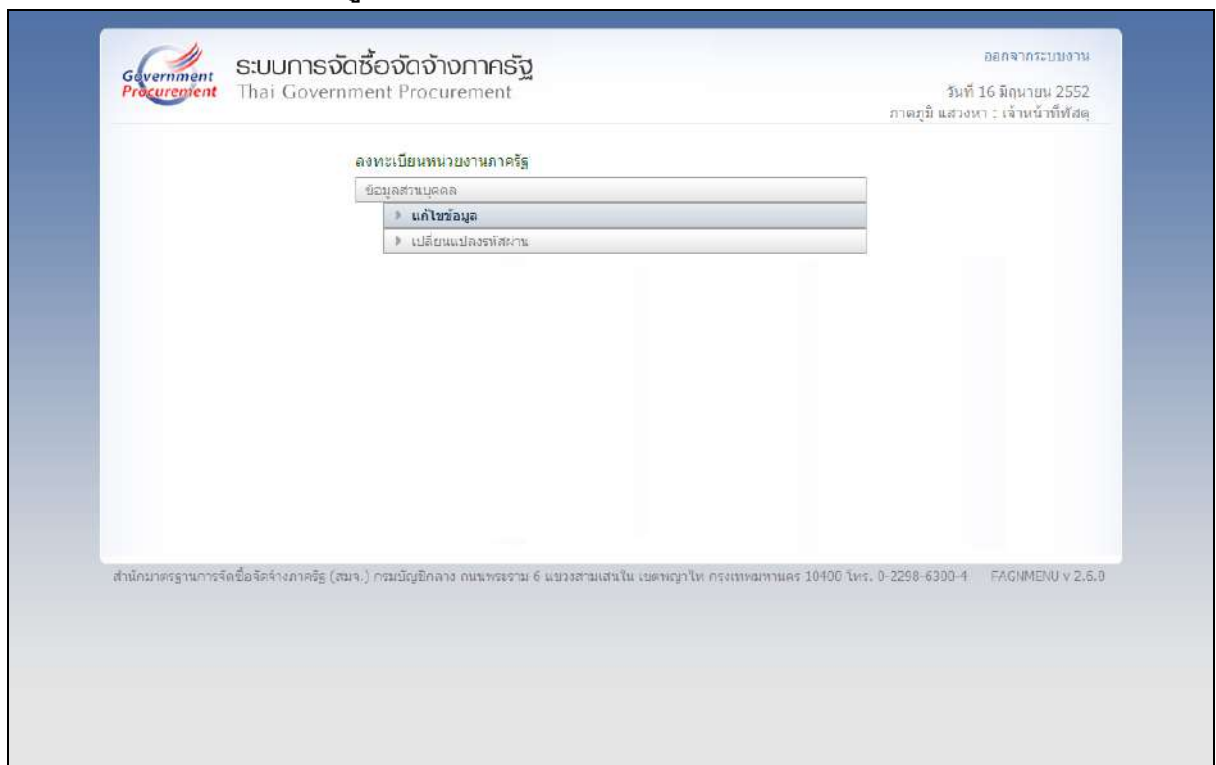 Government
Procurement
ระบบการจัดซื้อจัดจ้างภาครัฐ
Thai Government Procurement
ออกจากระบบงาน
วันที่ 16 มิถุนายน 2552
ภาคภูมิ แสวงหา : เจ้าหน้าที่พัสดุ
ลงทะเบียนหน่วยงานภาครัฐ
ข้อมูลส่วนบุคคล
แก้ไขข้อมูล
เปลี่ยนแปลงรหัสผ่าน
สำนักมาตรฐานการจัดซื้อจัดจ้างภาครัฐ (สมจ.) กรมบัญชีกลาง ถนนพระราม 6 แขวงสามเสนใน เขตพญาไท กรุงเทพมหานคร 10400 โทร. 0-2298-6300-4 FAGNMENU v 2.6.0